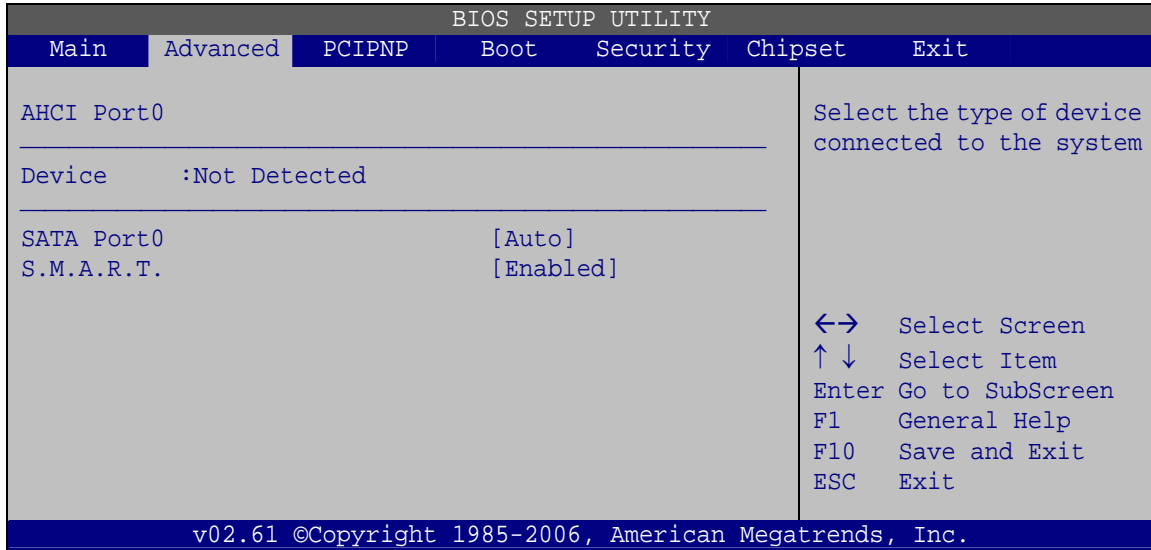 BIOS SETUP UTILITY
Main Advanced PCIPNP Boot Security Chipset Exit
AHCI Port0
Device :Not Detected
SATA Port0 [Auto]
S.M.A.R.T. [Enabled]
Select the type of device
connected to the system
←→ Select Screen
↑ ↓ Select Item
Enter Go to SubScreen
F1 General Help
F10 Save and Exit
ESC Exit
v02.61 ©Copyright 1985-2006, American Megatrends, Inc.